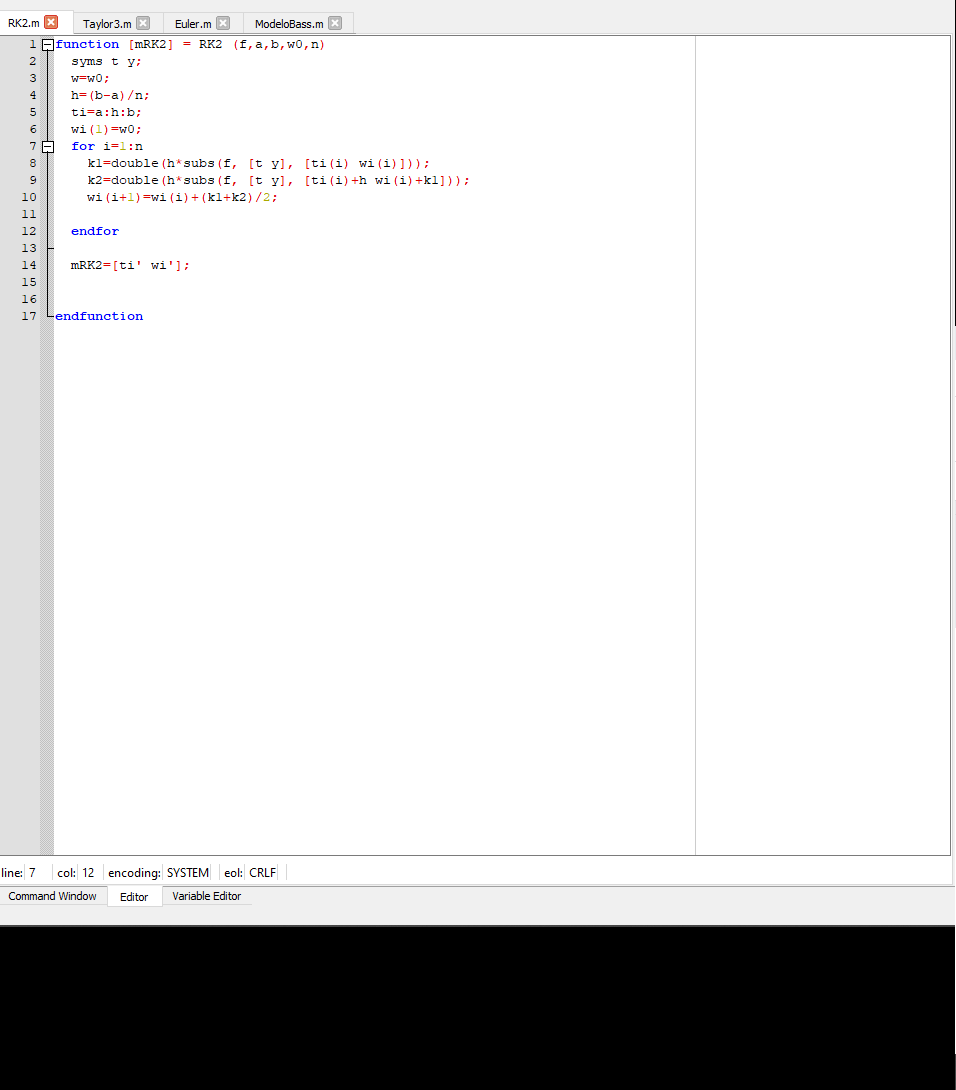 RK2.m Taylor3.m Euler.m ModeloBass.m
1 function [mRK2] = RK2 (f,a,b,w0,n)
2 syms t y;
3 w=w0;
4 h=(b-a)/n;
5 ti=a:h:b;
6 wi(1)=w0;
7 for i=1:n
8 k1=double(h*subs(f, [t y], [ti(i) wi(i)]));
9 k2=double(h*subs(f, [t y], [ti(i)+h wi(i)+k1]));
10 wi(i+1)=wi(i)+(k1+k2)/2;
11
12 endfor
13
14 mRK2=[ti' wi'];
15
16
17 endfunction
line: 7 col: 12 encoding: SYSTEM eol: CRLF
Command Window Editor Variable Editor